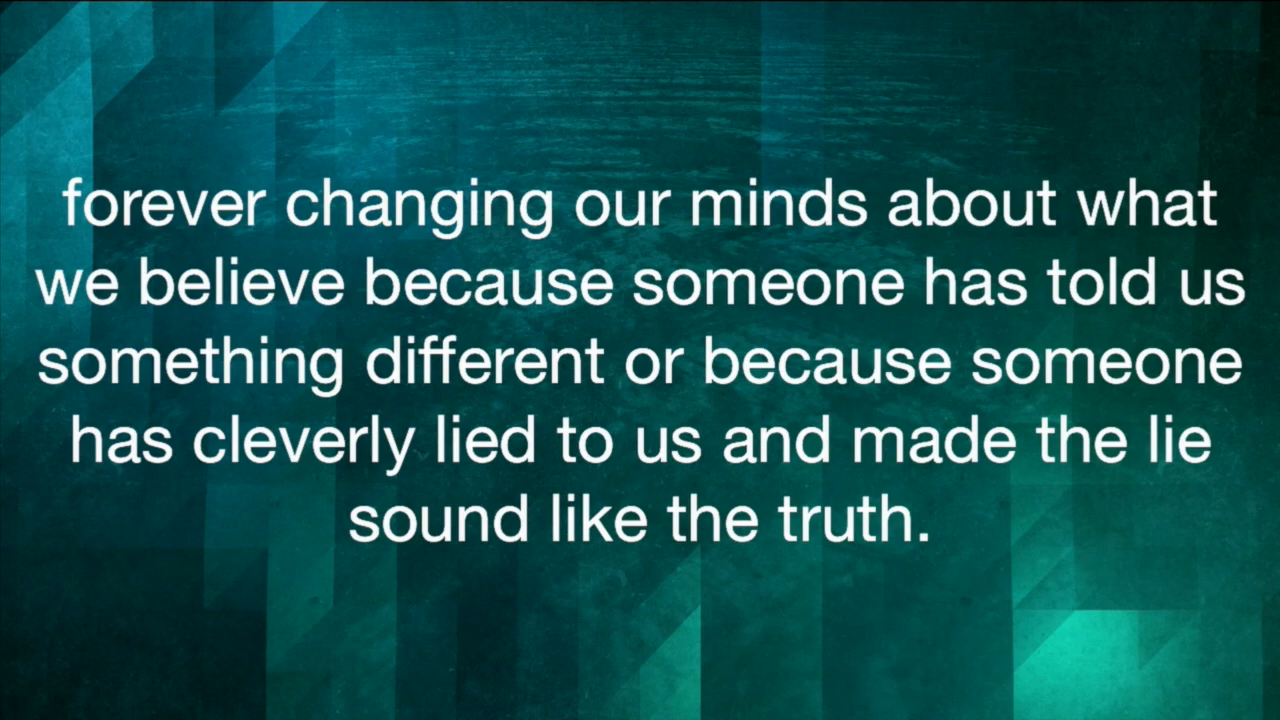 forever changing our minds about what
we believe because someone has told us
something different or because someone
has cleverly lied to us and made the lie
sound like the truth.